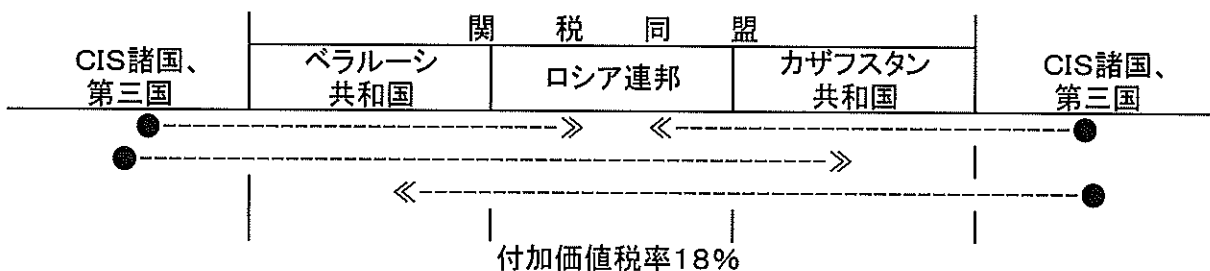 関税同盟
CIS諸国、
第三国
ベラルーシ
共和国
ロシア連邦
カザフスタン
共和国
CIS諸国、
第三国
付加価値税率18%